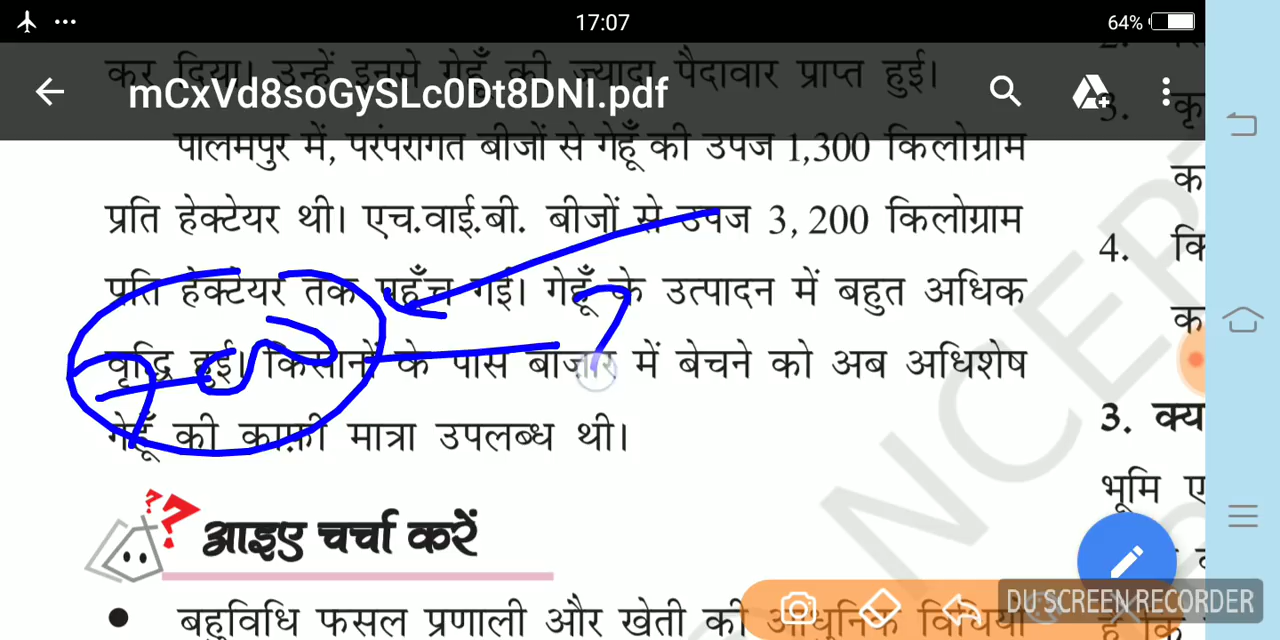 17:07
64%
कर दिया। उन्हें इनसे गेहूँ की ज्यादा पैदावार प्राप्त हुई।
mCxVd8soGySLc0Dt8DNI.pdf
पालमपुर में, परंपरागत बीजों से गेहूँ की उपज 1,300 किलोग्राम
प्रति हेक्टेयर थी। एच.वाई.बी. बीजों से उपज 3,200 किलोग्राम
प्रति हेक्टेयर तक पहुँच गई। गेहूँ के उत्पादन में बहुत अधिक
वृद्धि हुई। किसानों के पास बाज़ार में बेचने को अब अधिशेष
गेहूँ की काफ़ी मात्रा उपलब्ध थी।
आइए चर्चा करें
बहुविधि फसल प्रणाली और खेती की आधुनिक विधियों
3.
4.
3. क्या
भूमि
NCERT
DU SCREEN RECORDER